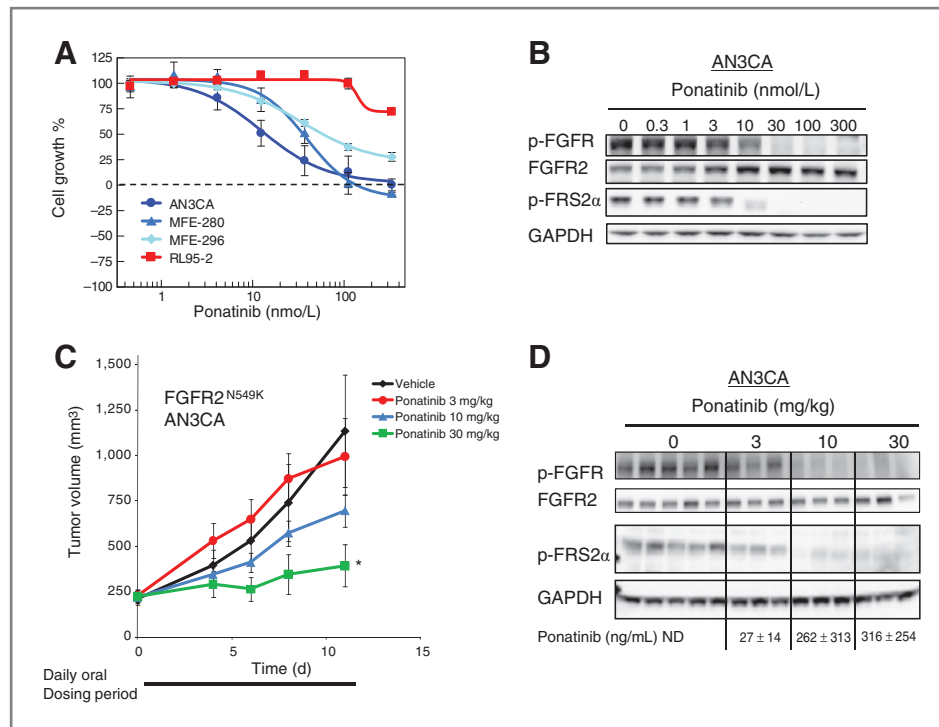 A
125
100
75
50
25
0
−25
−50
−75
−100
Cell growth %
AN3CA
MFE-280
MFE-296
RL95-2
1 10 100
Ponatinib (nmo/L)
B
AN3CA
Ponatinib (nmol/L)
0 0.3 1 3 10 30 100 300
p-FGFR
FGFR2
p-FRS2α
GAPDH
C
1,500
1,250
1,000
750
500
250
0
Tumor volume (mm³)
FGFR2 N549K
AN3CA
Vehicle
Ponatinib 3 mg/kg
Ponatinib 10 mg/kg
Ponatinib 30 mg/kg
*
0 5 10 15
Time (d)
Daily oral
Dosing period
D
AN3CA
Ponatinib (mg/kg)
0 3 10 30
p-FGFR
FGFR2
p-FRS2α
GAPDH
Ponatinib (ng/mL) ND 27 ± 14 262 ± 313 316 ± 254